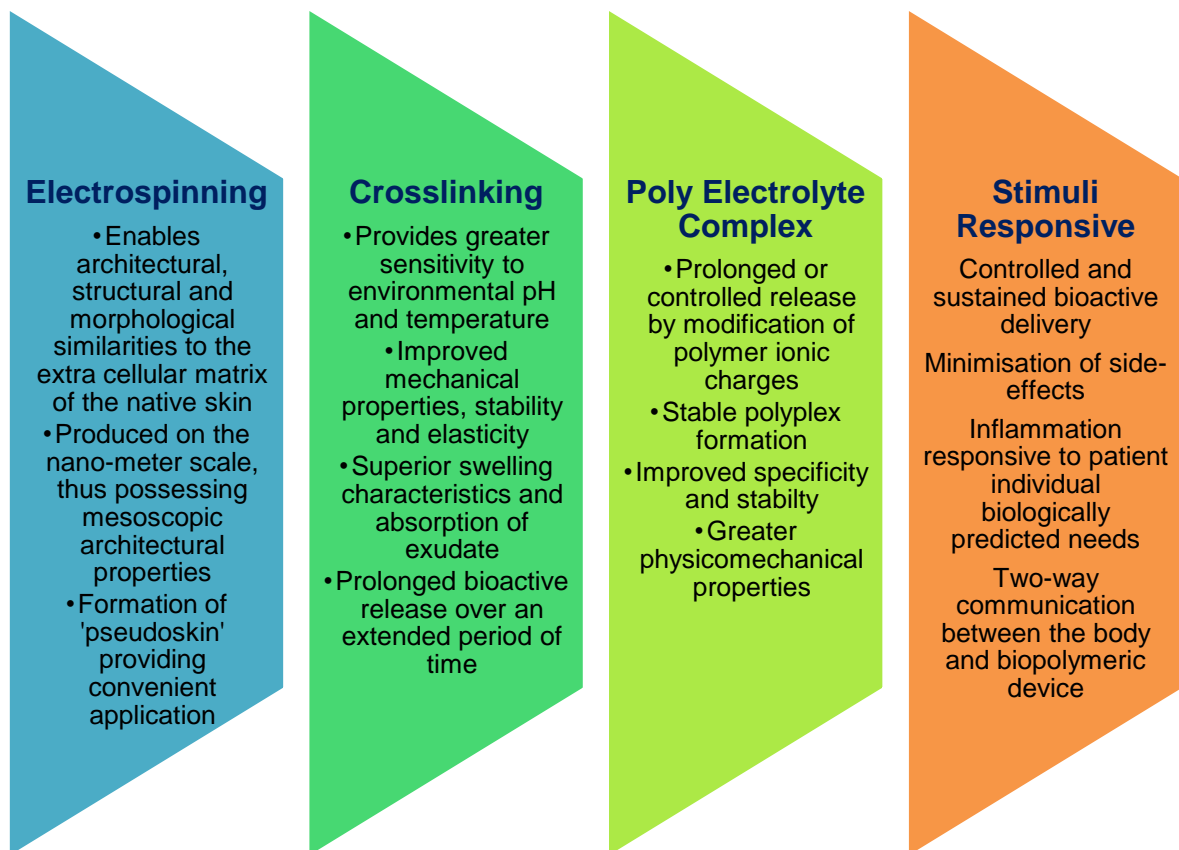 Electrospinning
•Enables
architectural,
structural and
morphological
similarities to the
extra cellular matrix
of the native skin
•Produced on the
nano-meter scale,
thus possessing
mesoscopic
architectural
properties
•Formation of
'pseudoskin'
providing
convenient
application
Crosslinking
•Provides greater
sensitivity to
environmental pH
and temperature
•Improved
mechanical
properties, stability
and elasticity
•Superior swelling
characteristics and
absorption of
exudate
•Prolonged bioactive
release over an
extended period of
time
Poly Electrolyte
Complex
•Prolonged or
controlled release
by modification of
polymer ionic
charges
•Stable polyplex
formation
•Improved specificity
and stabilty
•Greater
physicomechanical
properties
Stimuli
Responsive
Controlled and
sustained bioactive
delivery
Minimisation of side-
effects
Inflammation
responsive to patient
individual
biologically
predicted needs
Two-way
communication
between the body
and biopolymeric
device